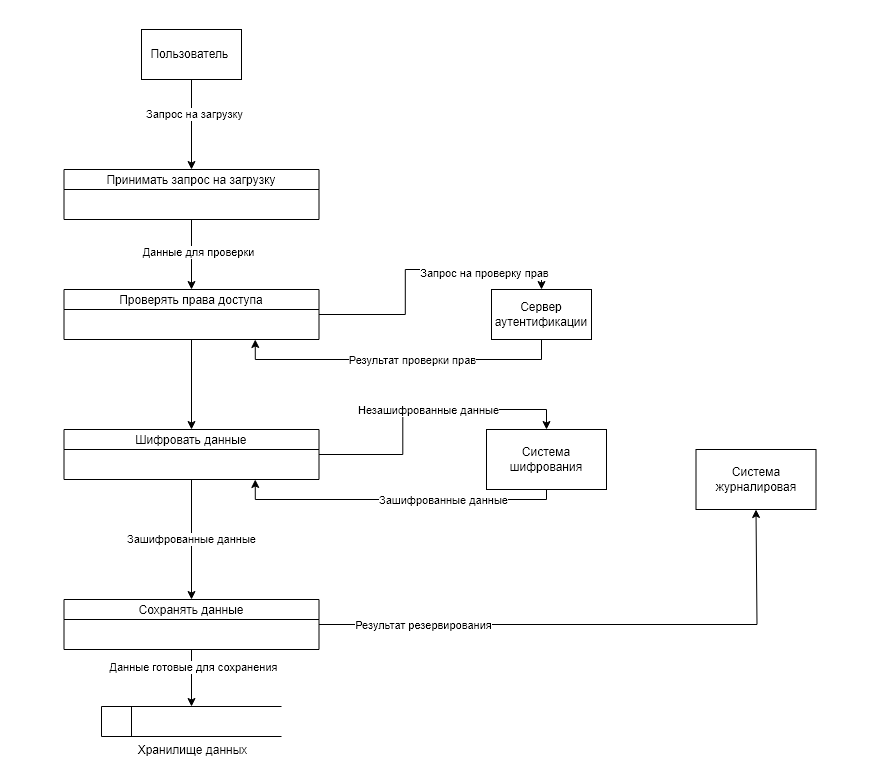 Пользователь
Запрос на загрузку
Принимать запрос на загрузку
Данные для проверки
Проверять права доступа
Запрос на проверку прав
Сервер
аутентификации
Результат проверки прав
Незашифрованные данные
Шифровать данные
Система
шифрования
Зашифрованные данные
Система
журналировая
Зашифрованные данные
Сохранять данные
Результат резервирования
Данные готовые для сохранения
Хранилище данных